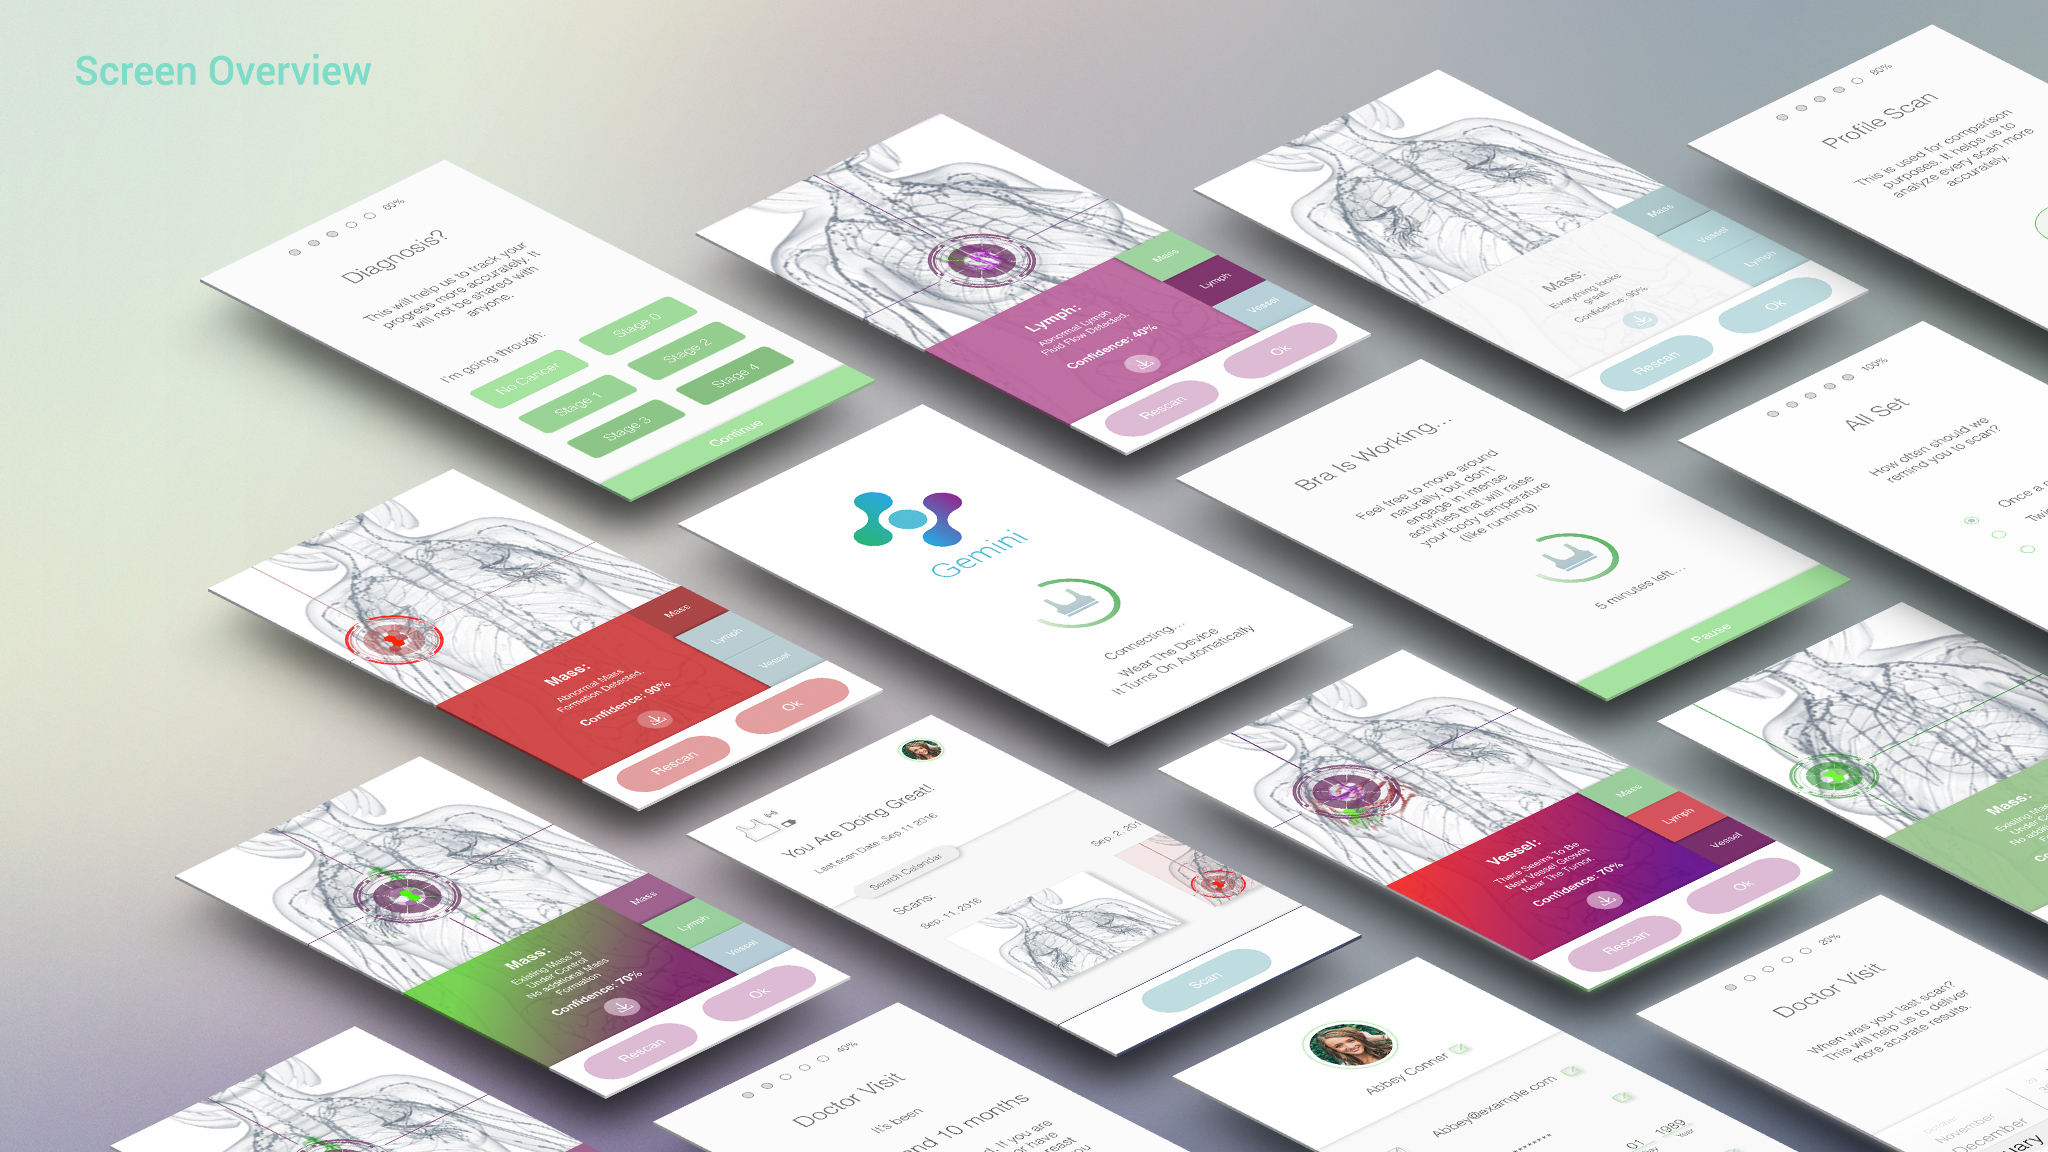 Screen Overview
60%
Diagnosis?
This will help us to track your
progress more accurately. It
will not be shared with
anyone.
I'm going through:
No Cancer
Stage 0
Stage 1
Stage 2
Stage 3
Stage 4
Continue
Mass
Lymph
Vessel
Lymph:
Abnormal Lymph
Fluid Flow Detected.
Confidence: 40%
Rescan
Ok
Mass
Vessel
Lymph
Mass:
Everything looks
great.
Confidence: 90%
Rescan
Ok
80%
Profile Scan
This is used for comparison
purposes. It helps us to
analyze every scan more
accurately.
Mass
Lymph
Vessel
Mass:
Abnormal Mass
Formation Detected.
Confidence: 90%
Rescan
Ok
Gemini
Connecting...
Wear The Device
It Turns On Automatically
Bra Is Working...
Feel free to move around
naturally, but don't
engage in intense
activities that will raise
your body temperature
(like running).
5 minutes left...
Pause
100%
All Set
How often should we
remind you to scan?
Once a
Mass
Lymph
Vessel
Mass:
Existing Mass Is
Under Control
No additional Mass
Formation
Confidence: 70%
Rescan
Ok
You Are Doing Great!
Last scan Date: Sep.11 2016
Search Calendar
Scans:
Sep. 11, 2016
Sep. 2, 201
Scan
Mass
Lymph
Vessel
Vessel:
There Seems To Be
New Vessel Growth
Near The Tumor.
Confidence: 70%
Rescan
Ok
Mass:
Existing
Under
No
40%
Doctor Visit
It's been
nd 10 months
If you are
or have
reast
Abbey Conner
Abbey@example.com
********
01
1989
Year
20%
Doctor Visit
When was your last scan?
This will help us to deliver
more acurate results.
November
December